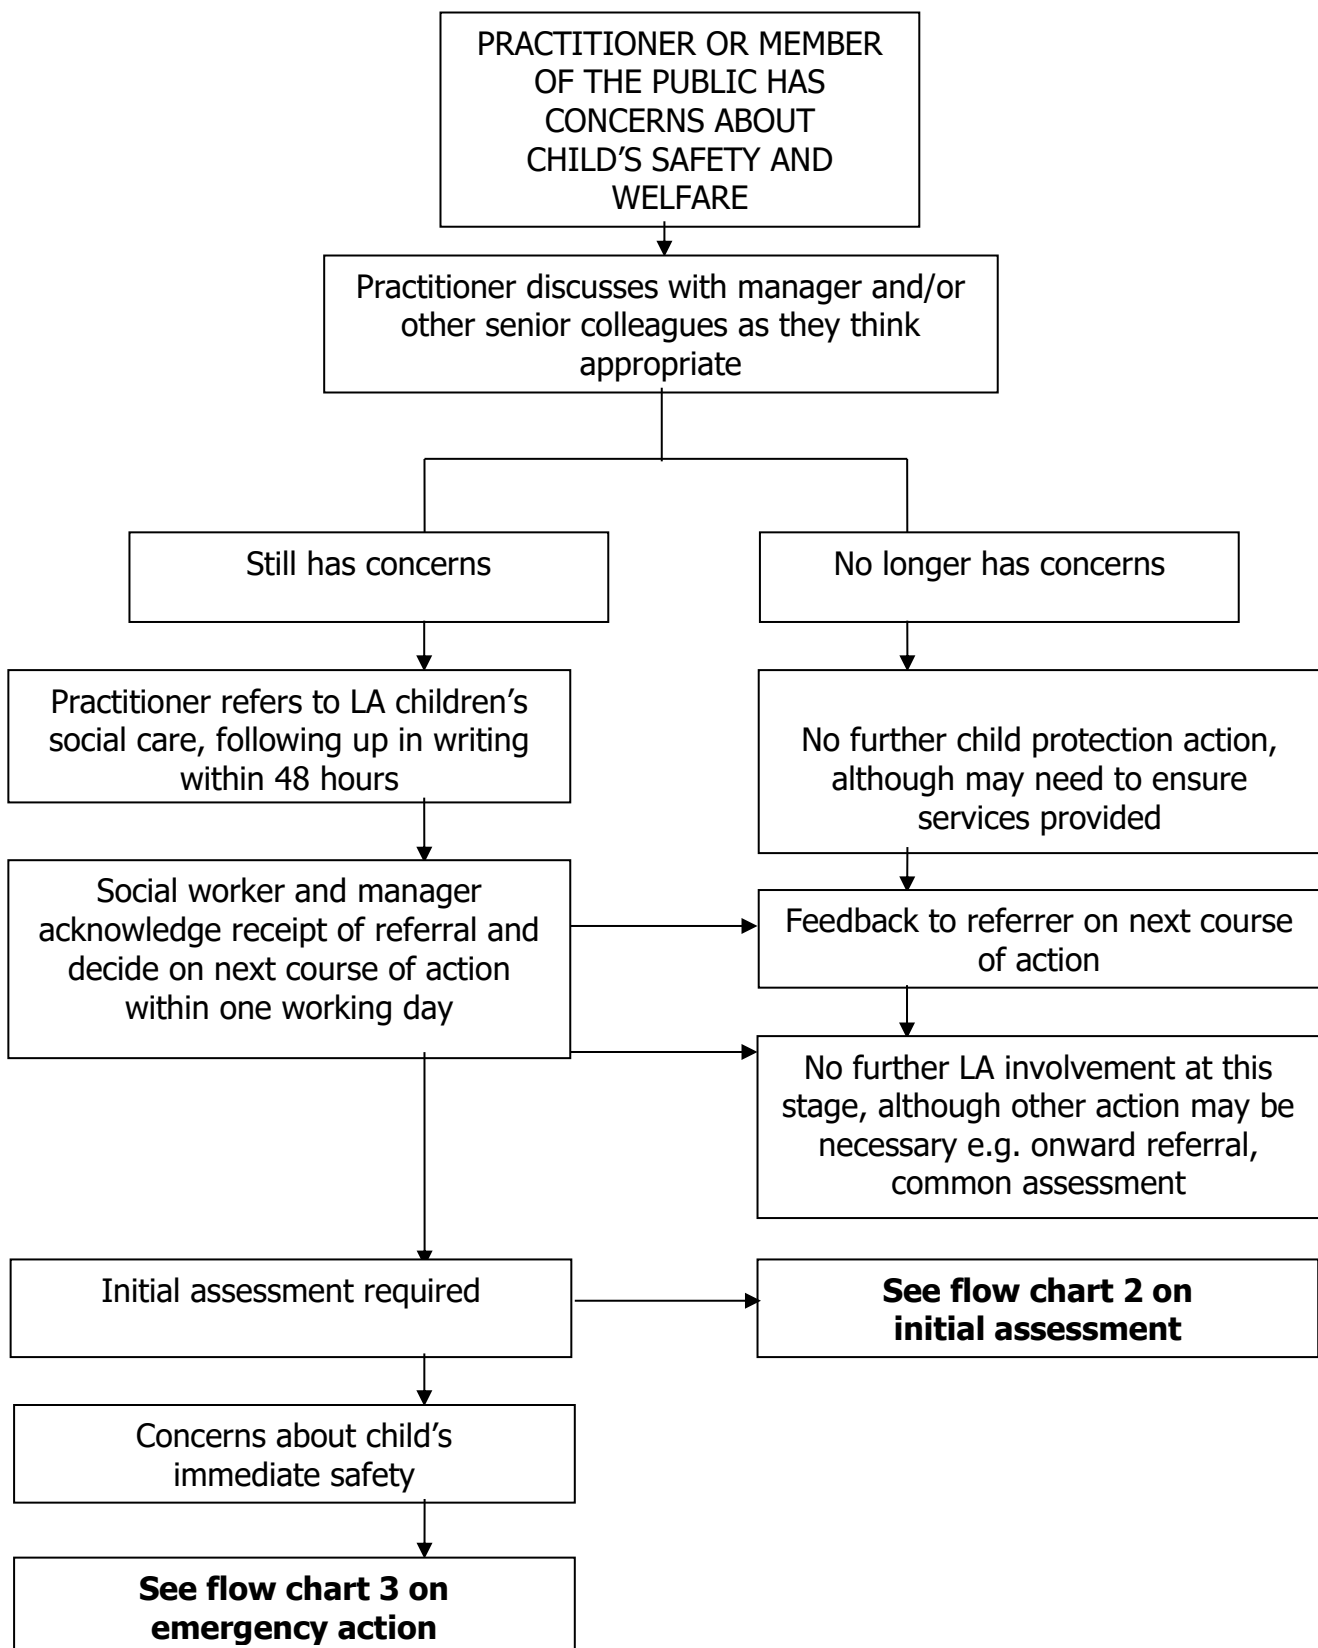 PRACTITIONER OR MEMBER
OF THE PUBLIC HAS
CONCERNS ABOUT
CHILD’S SAFETY AND
WELFARE
Practitioner discusses with manager and/or
other senior colleagues as they think
appropriate
Still has concerns
No longer has concerns
Practitioner refers to LA children’s
social care, following up in writing
within 48 hours
No further child protection action,
although may need to ensure
services provided
Social worker and manager
acknowledge receipt of referral and
decide on next course of action
within one working day
Feedback to referrer on next course
of action
No further LA involvement at this
stage, although other action may be
necessary e.g. onward referral,
common assessment
Initial assessment required
See flow chart 2 on
initial assessment
Concerns about child’s
immediate safety
See flow chart 3 on
emergency action